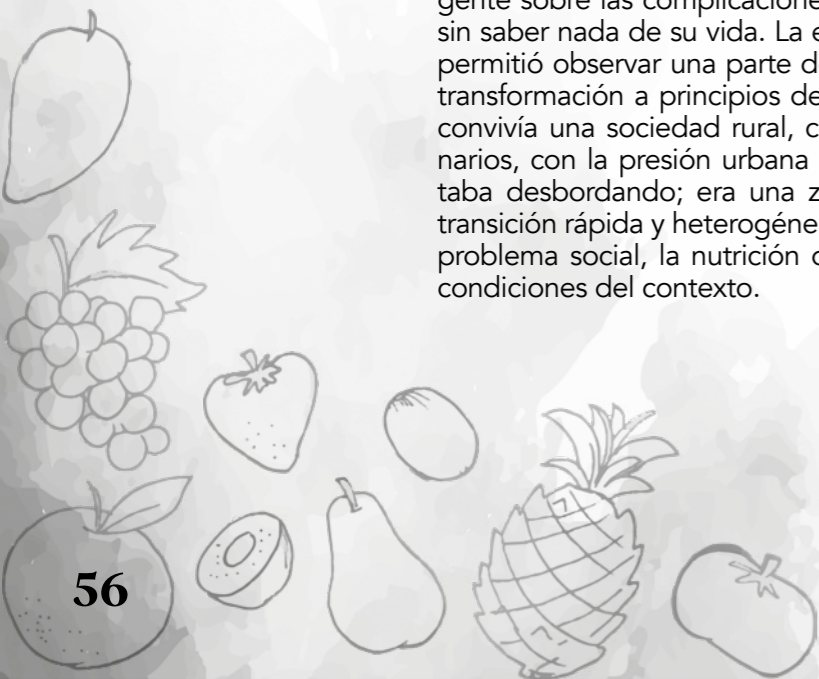 gente sobre las complicaciones
sin saber nada de su vida. La
permitió observar una parte
transformación a principios de
convivía una sociedad rural,
narios, con la presión urbana
taba desbordando; era una
transición rápida y
problema social, la nutrición
condiciones del contexto.
56